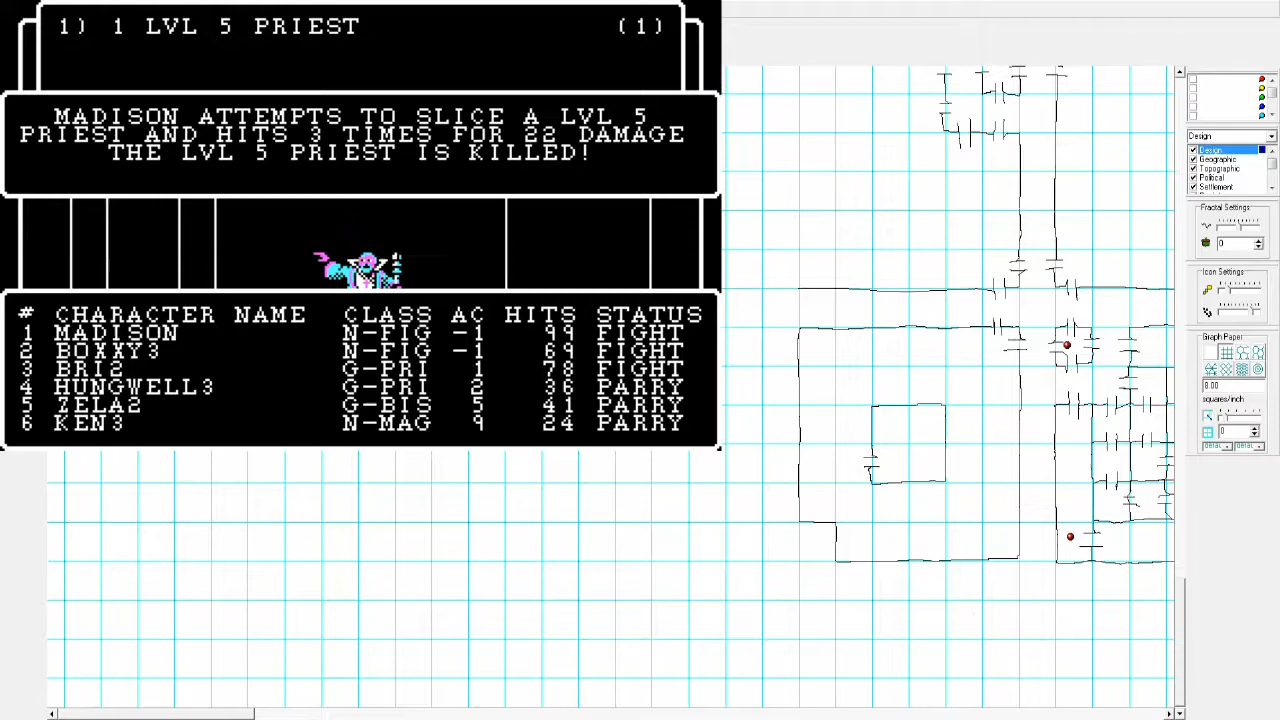 1) 1 LVL 5 PRIEST (1)
MADISON ATTEMPTS TO SLICE A LVL 5
PRIEST AND HITS 3 TIMES FOR 22 DAMAGE
THE LVL 5 PRIEST IS KILLED!
# CHARACTER NAME CLASS AC HITS STATUS
1 MADISON N-FIG -1 99 FIGHT
2 BOXXY3 N-FIG -1 69 FIGHT
3 BRI2 G-PRI 1 78 FIGHT
4 HUNGWELL3 G-PRI 2 36 PARRY
5 ZELA2 G-BIS 5 41 PARRY
6 KEN3 N-MAG 9 24 PARRY
Design
Design
Geographic
Topographic
Political
Settlement
Fractal Settings
0
Icon Settings
Graph Paper
8.00
squares/inch
0